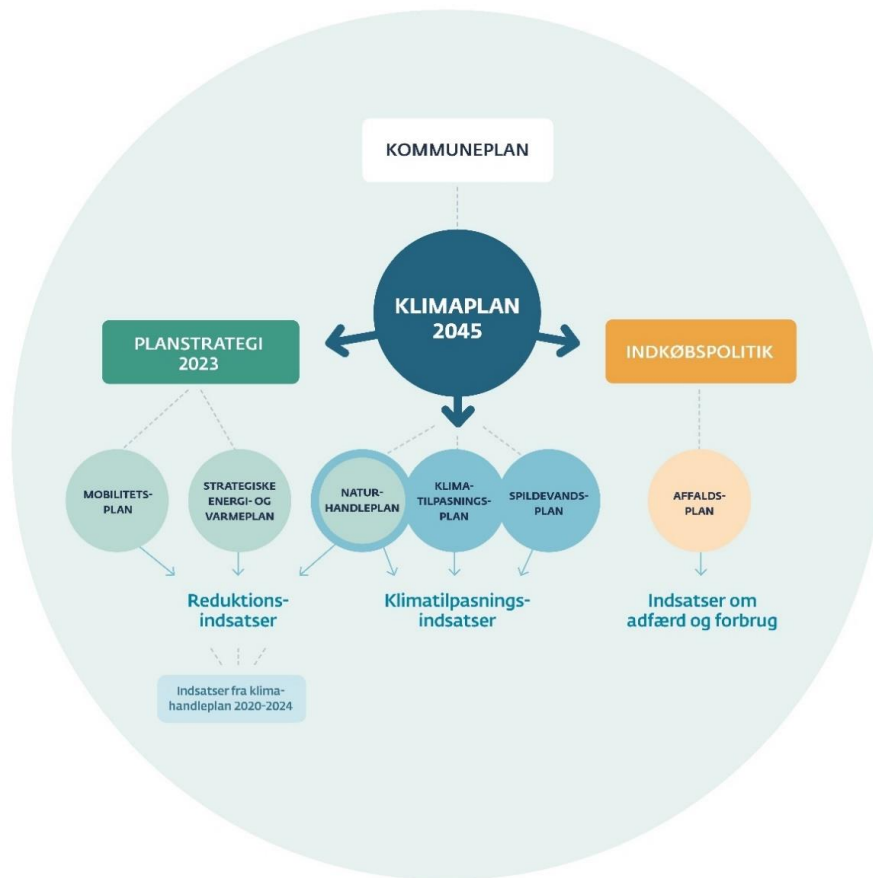 KOMMUNEPLAN
KLIMAPLAN
2045
PLANSTRATEGI
2023
INDKØBSPOLITIK
MOBILITETS-
PLAN
STRATEGISKE
ENERGI- OG
VARMEPLAN
NATUR-
HANDLEPLAN
KLIMA-
TILPASNINGS-
PLAN
SPILDEVANDS-
PLAN
AFFALDS-
PLAN
Reduktions-
indsatser
Klimatilpasnings-
indsatser
Indsatser om
adfærd og forbrug
Indsatser fra klima-
handleplan 2020-2024